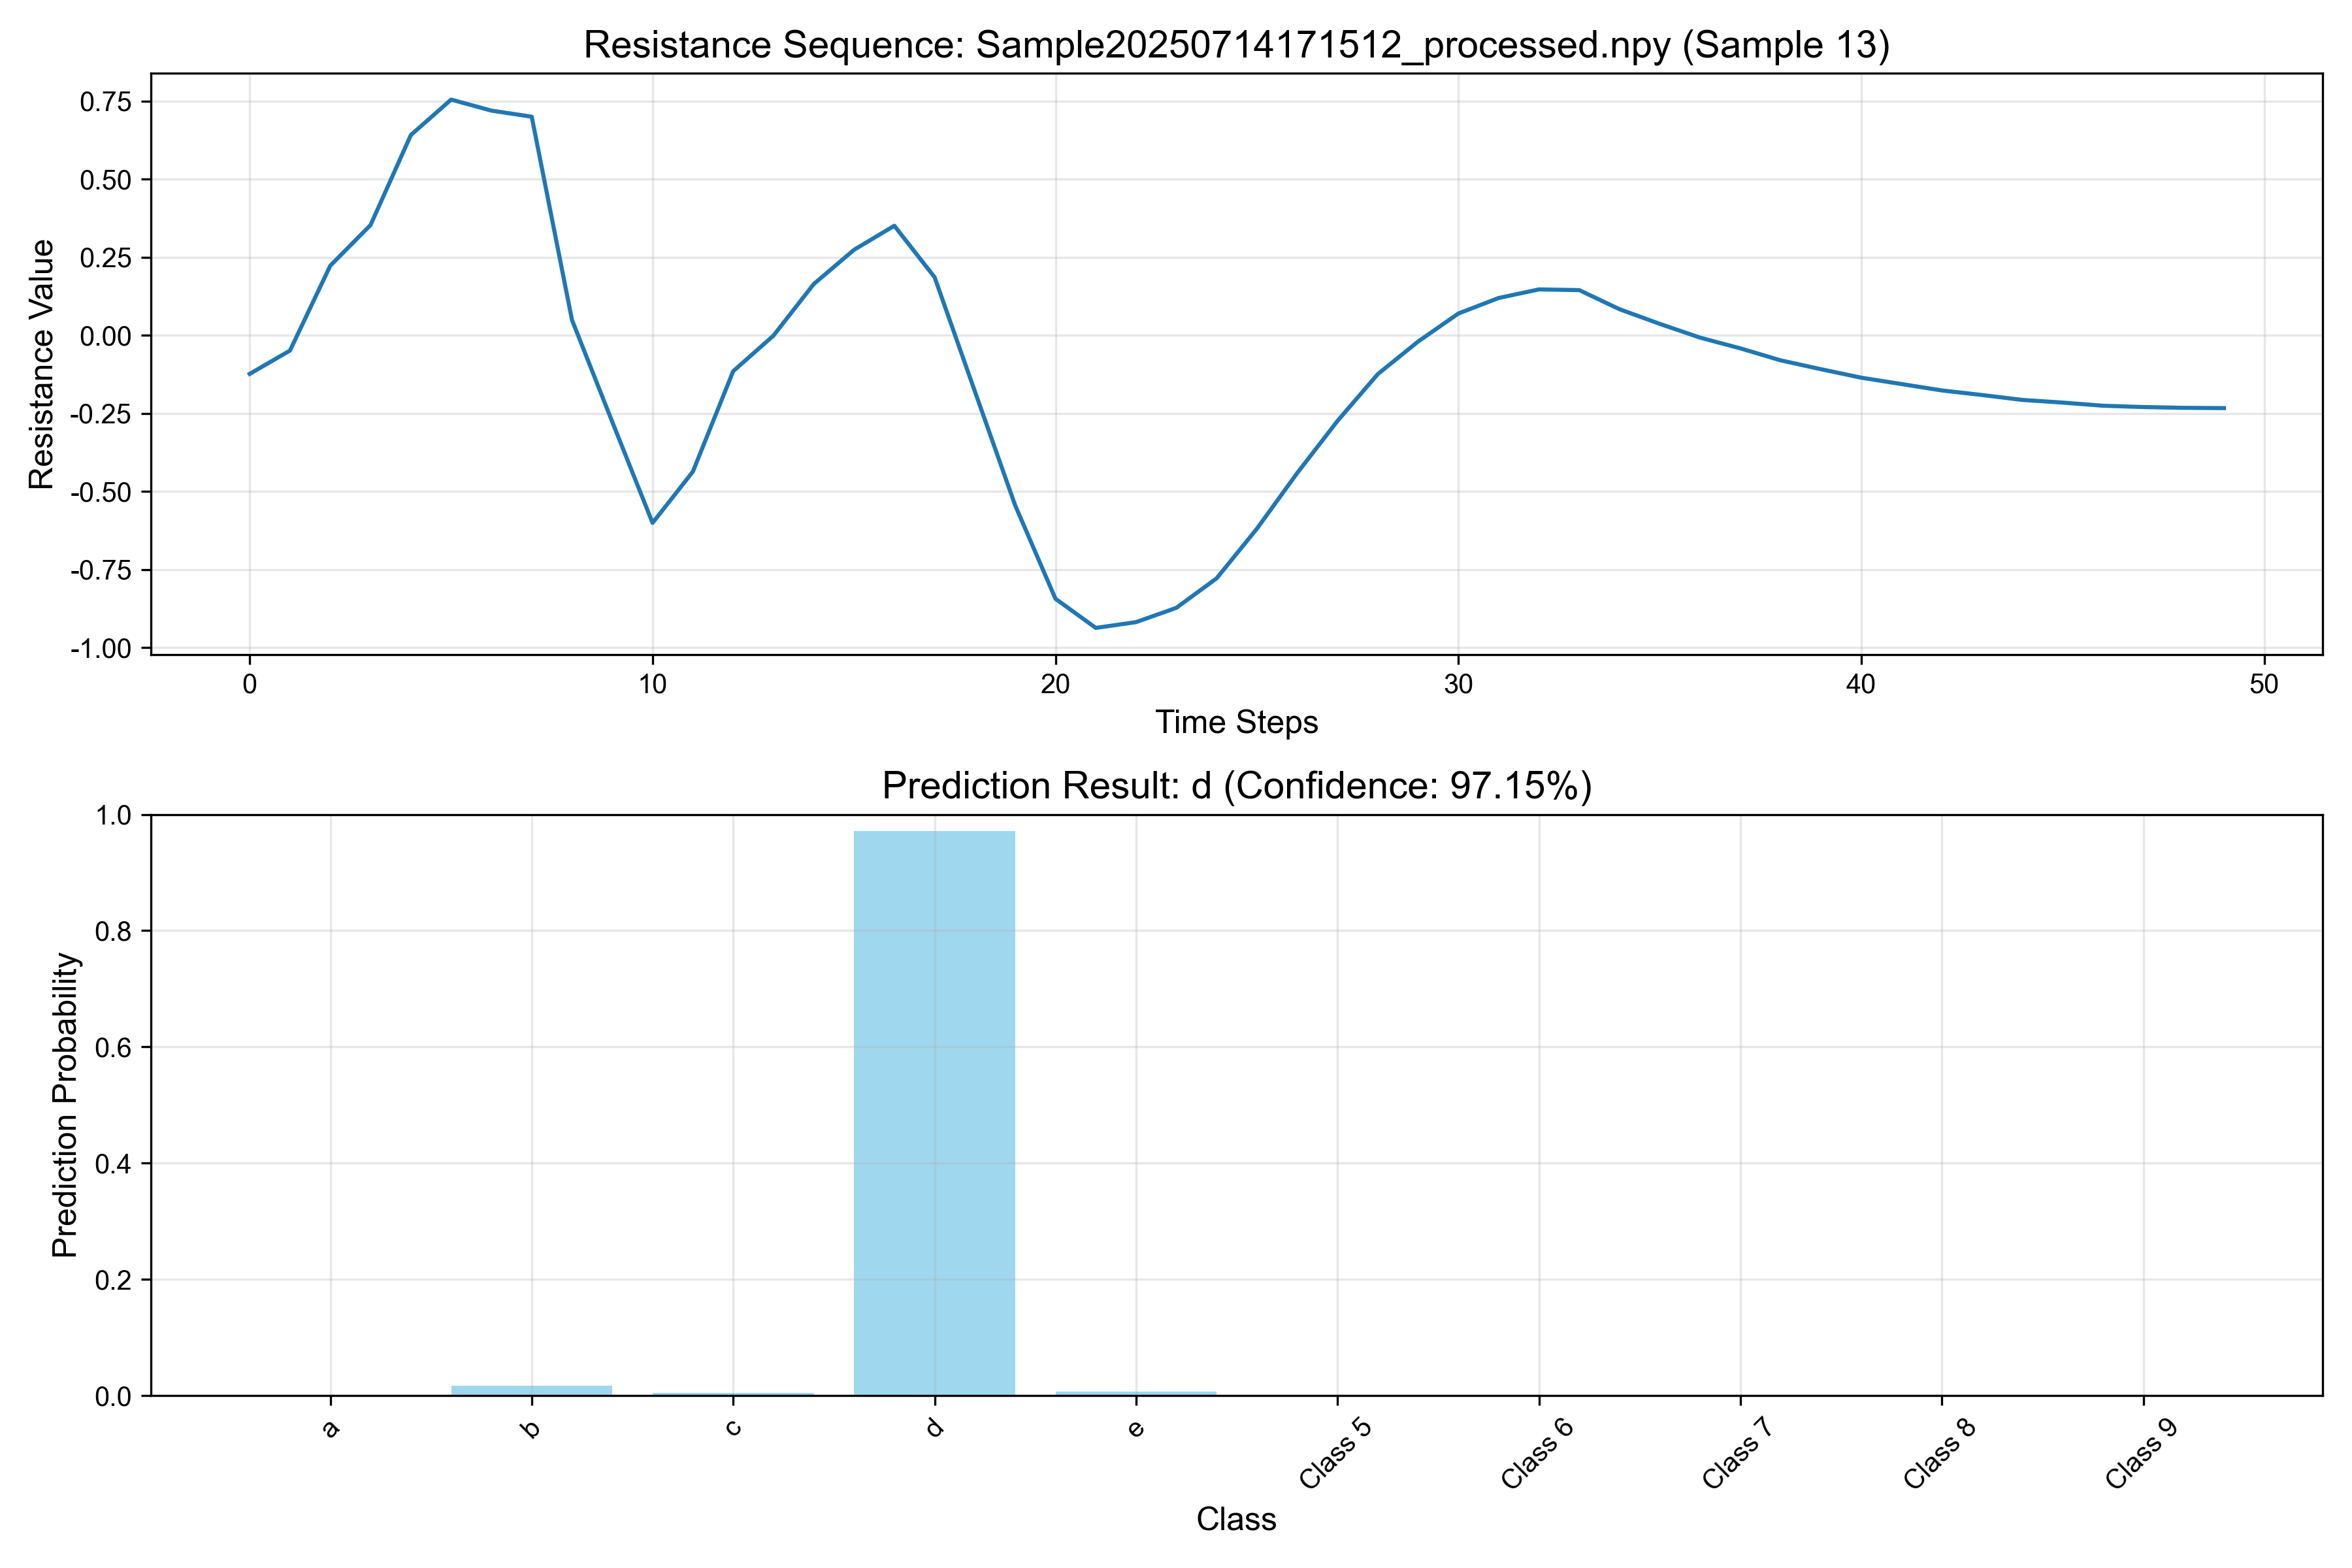 Resistance Sequence: Sample20250714171512_processed.npy (Sample 13)
Resistance Value
0.75
0.50
0.25
0.00
-0.25
-0.50
-0.75
-1.00
0 10 20 30 40 50
Time Steps
Prediction Result: d (Confidence: 97.15%)
Prediction Probability
1.0
0.8
0.6
0.4
0.2
0.0
a b c d e Class 5 Class 6 Class 7 Class 8 Class 9
Class